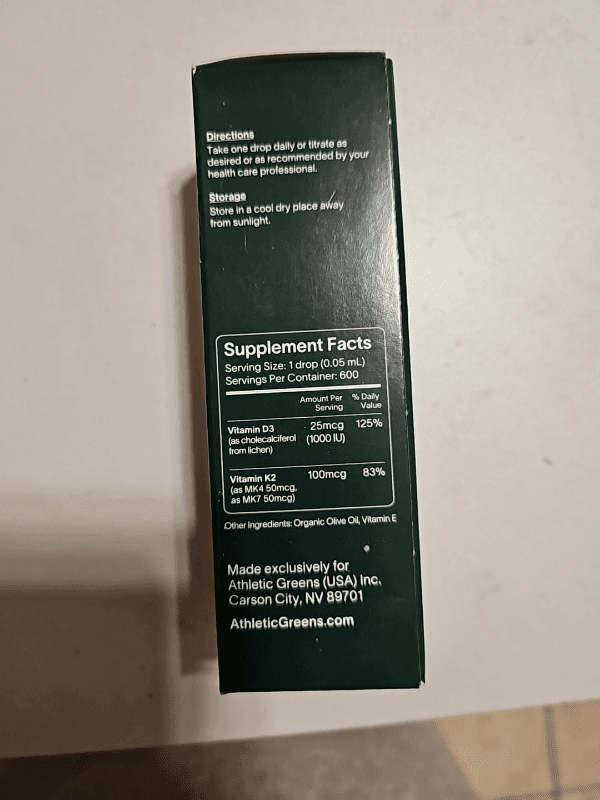 Directions
Take one drop daily or titrate as
desired or as recommended by your
health care professional.
Storage
Store in a cool dry place away
from sunlight.
Supplement Facts
Serving Size: 1 drop (0.05 mL)
Servings Per Container: 600
Amount Per Serving % Daily Value
Vitamin D3 25mcg 125%
(as cholecalciferol (1000 IU)
from lichen)
Vitamin K2 100mcg 83%
(as MK4 50mcg,
as MK7 50mcg)
Other Ingredients: Organic Olive Oil, Vitamin E
Made exclusively for
Athletic Greens (USA) Inc.
Carson City, NV 89701
AthleticGreens.com